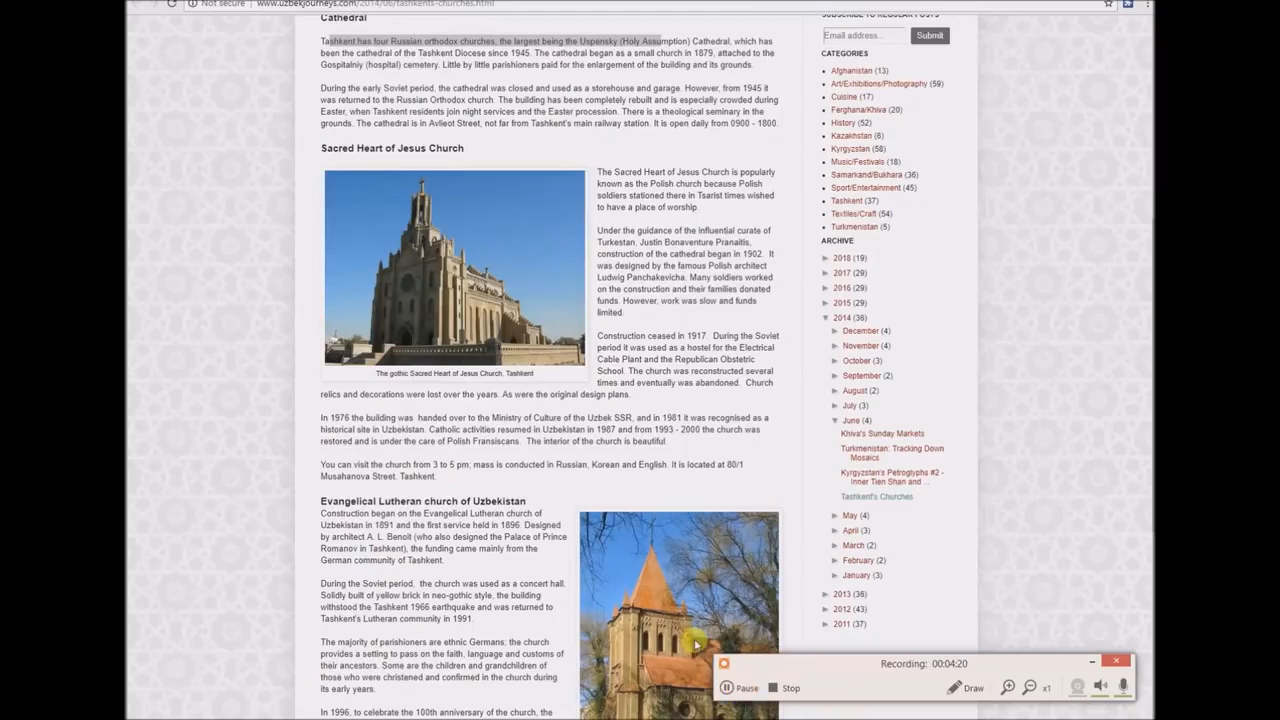 Not secure
www.uzbekjourneys.com/2014/06/tashkents-churches.html
Cathedral
Tashkent has four Russian orthodox churches, the largest being the Uspensky (Holy Assumption) Cathedral, which has
been the cathedral of the Tashkent Diocese since 1945. The cathedral began as a small church in 1879, attached to the
Gospitalniy (hospital) cemetery. Little by little parishioners paid for the enlargement of the building and its grounds.
During the early Soviet period, the cathedral was closed and used as a storehouse and garage. However, from 1945 it
was returned to the Russian Orthodox church. The building has been completely rebuilt and is especially crowded during
Easter, when Tashkent residents join night services and the Easter procession. There is a theological seminary in the
grounds. The cathedral is in Avlieot Street, not far from Tashkent's main railway station. It is open daily from 0900 - 1800.
Sacred Heart of Jesus Church
The Sacred Heart of Jesus Church is popularly
known as the Polish church because Polish
soldiers stationed there in Tsarist times wished
to have a place of worship.
Under the guidance of the influential curate of
Turkestan, Justin Bonaventure Pranaitis,
construction of the cathedral began in 1902. It
was designed by the famous Polish architect
Ludwig Panchakevicha. Many soldiers worked
on the construction and their families donated
funds. However, work was slow and funds
limited.
Construction ceased in 1917. During the Soviet
period it was used as a hostel for the Electrical
Cable Plant and the Republican Obstetric
School. The church was reconstructed several
times and eventually was abandoned. Church
The gothic Sacred Heart of Jesus Church, Tashkent
relics and decorations were lost over the years. As were the original design plans.
In 1976 the building was handed over to the Ministry of Culture of the Uzbek SSR, and in 1981 it was recognised as a
historical site in Uzbekistan. Catholic activities resumed in Uzbekistan in 1987 and from 1993 - 2000 the church was
restored and is under the care of Polish Fransiscans. The interior of the church is beautiful.
You can visit the church from 3 to 5 pm; mass is conducted in Russian, Korean and English. It is located at 80/1
Musahanova Street, Tashkent.
Evangelical Lutheran church of Uzbekistan
Construction began on the Evangelical Lutheran church of
Uzbekistan in 1891 and the first service held in 1896. Designed
by architect A. L. Benoit (who also designed the Palace of Prince
Romanov in Tashkent), the funding came mainly from the
German community of Tashkent.
During the Soviet period, the church was used as a concert hall.
Solidly built of yellow brick in neo-gothic style, the building
withstood the Tashkent 1966 earthquake and was returned to
Tashkent's Lutheran community in 1991.
The majority of parishioners are ethnic Germans: the church
provides a setting to pass on the faith, language and customs of
their ancestors. Some are the children and grandchildren of
those who were christened and confirmed in the church during
its early years.
In 1996, to celebrate the 100th anniversary of the church, the
SUBSCRIBE TO REGULAR POSTS
Email address...
Submit
CATEGORIES
Afghanistan (13)
Art/Exhibitions/Photography (59)
Cuisine (17)
Ferghana/Khiva (20)
History (52)
Kazakhstan (6)
Kyrgyzstan (58)
Music/Festivals (18)
Samarkand/Bukhara (36)
Sport/Entertainment (45)
Tashkent (37)
Textiles/Craft (54)
Turkmenistan (5)
ARCHIVE
► 2018 (19)
► 2017 (29)
► 2016 (29)
► 2015 (29)
▼ 2014 (36)
► December (4)
► November (4)
► October (3)
► September (2)
► August (2)
► July (3)
▼ June (4)
Khiva's Sunday Markets
Turkmenistan: Tracking Down
Mosaics
Kyrgyzstan's Petroglyphs #2 -
Inner Tien Shan and ...
Tashkent's Churches
► May (4)
► April (3)
► March (2)
► February (2)
► January (3)
► 2013 (36)
► 2012 (43)
► 2011 (37)
Recording: 00:04:20
Pause
Stop
Draw
x1